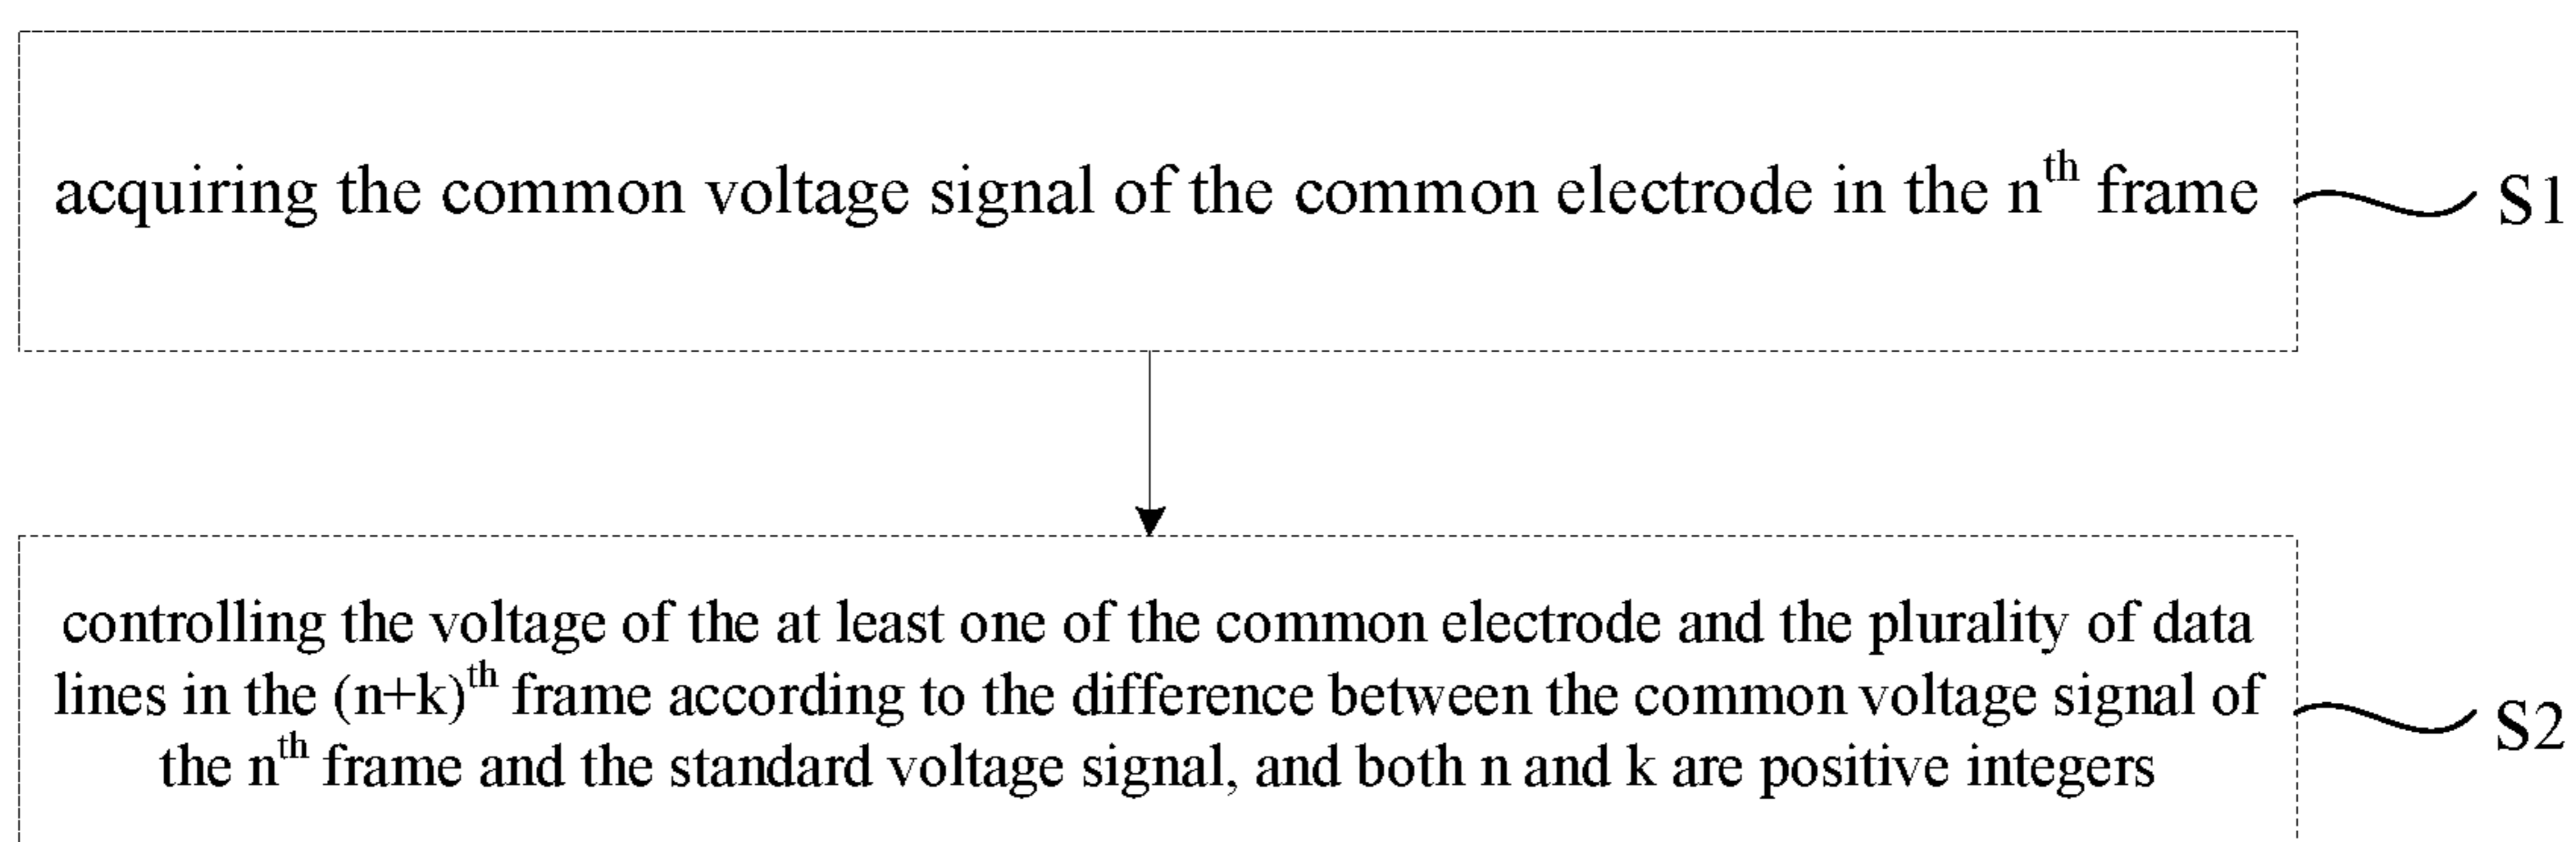 acquiring the common voltage signal of the common electrode in the nth frame
S1
controlling the voltage of the at least one of the common electrode and the plurality of data
lines in the (n+k)th frame according to the difference between the common voltage signal of
the nth frame and the standard voltage signal, and both n and k are positive integers
S2